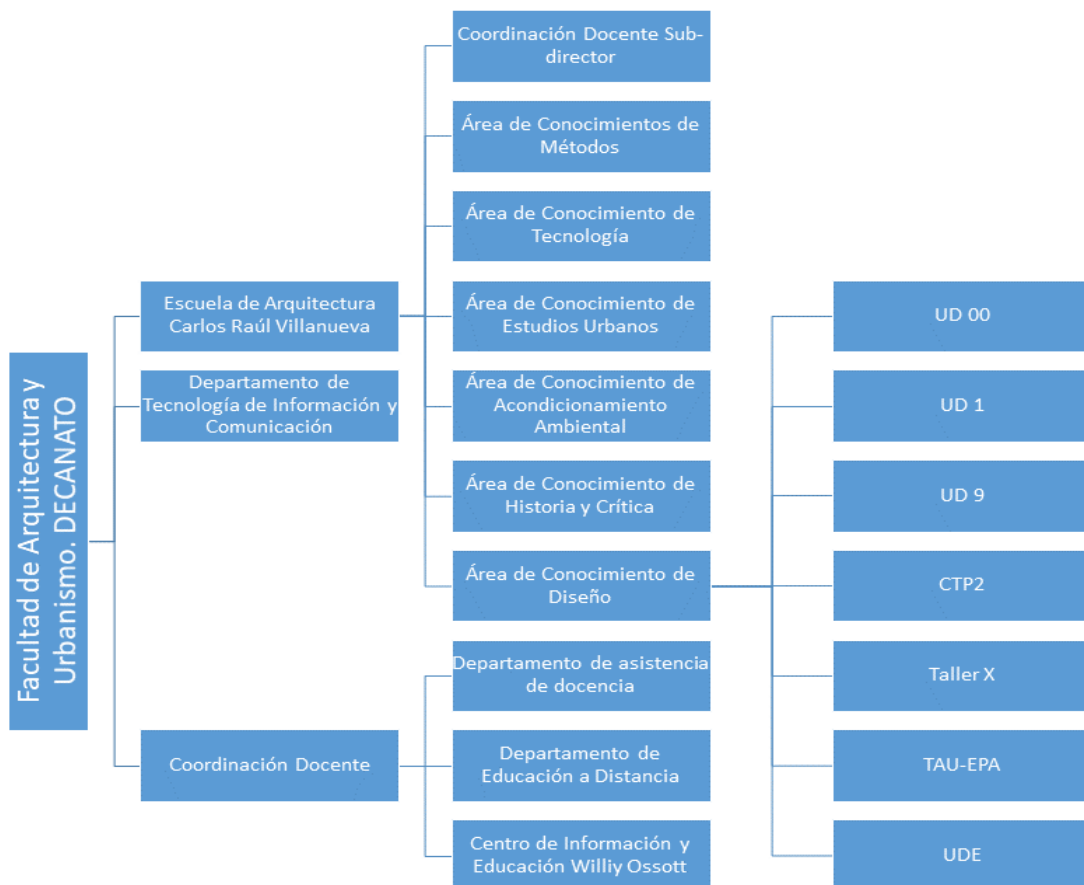 Facultad de Arquitectura y
Urbanismo. DECANATO
Escuela de Arquitectura
Carlos Raúl Villanueva
Departamento de
Tecnología de Información y
Comunicación
Coordinación Docente
Coordinación Docente Sub-
director
Área de Conocimientos de
Métodos
Área de Conocimiento de
Tecnología
Área de Conocimiento de
Estudios Urbanos
Área de Conocimiento de
Acondicionamiento
Ambiental
Área de Conocimiento de
Historia y Crítica
Área de Conocimiento de
Diseño
Departamento de asistencia
de docencia
Departamento de
Educación a Distancia
Centro de Información y
Educación Williy Ossott
UD 00
UD 1
UD 9
CTP2
Taller X
TAU-EPA
UDE